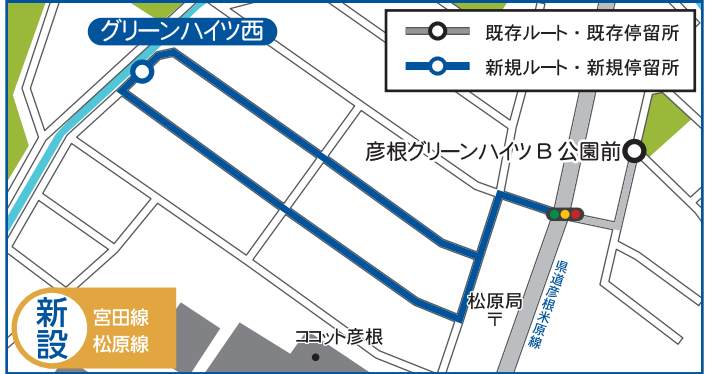 グリーンハイツ西
既存ルート・既存停留所
新規ルート・新規停留所
彦根グリーンハイツB公園前
県道彦根米原線
松原局
〒
ココット彦根
新設
宮田線
松原線